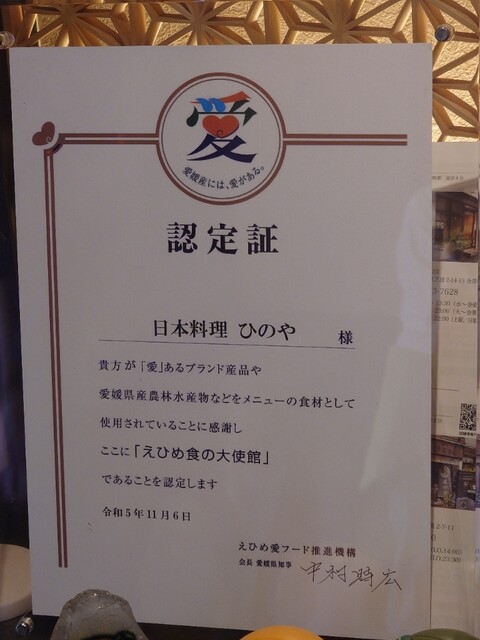 愛
愛媛産には、愛がある。
認定証
日本料理 ひのや 様
貴方が「愛」あるブランド産品や
愛媛県産農林水産物などをメニューの食材として
使用されていることに感謝し
ここに「えひめ食の大使館」
であることを認定します
令和5年11月6日
えひめ愛フード推進機構
会長 愛媛県知事 中村時広
-7628
2-7-11